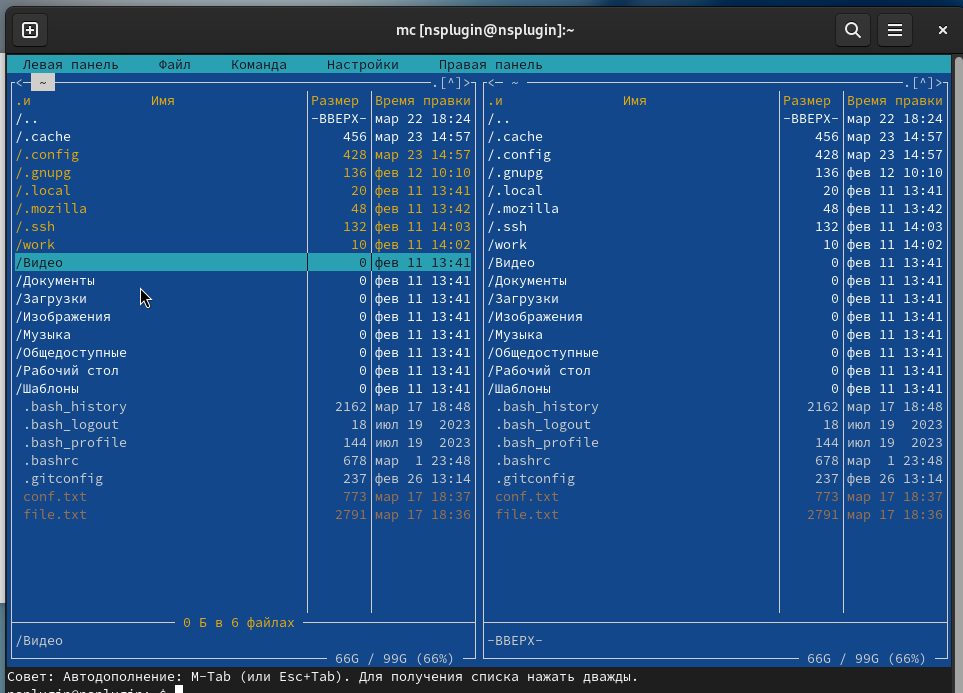 mc [nsplugin@nsplugin]:~
Левая панель Файл Команда Настройки Правая панель
<- ~ .[^]> <- ~ .[^]>
.и Имя Размер Время правки .и Имя Размер Время правки
/.. -ВВЕРХ- мар 22 18:24 /.. -ВВЕРХ- мар 22 18:24
/.cache 456 мар 23 14:57 /.cache 456 мар 23 14:57
/.config 428 мар 23 14:57 /.config 428 мар 23 14:57
/.gnupg 136 фев 12 10:10 /.gnupg 136 фев 12 10:10
/.local 20 фев 11 13:41 /.local 20 фев 11 13:41
/.mozilla 48 фев 11 13:42 /.mozilla 48 фев 11 13:42
/.ssh 132 фев 11 14:03 /.ssh 132 фев 11 14:03
/work 10 фев 11 14:02 /work 10 фев 11 14:02
/Видео 0 фев 11 13:41 /Видео 0 фев 11 13:41
/Документы 0 фев 11 13:41 /Документы 0 фев 11 13:41
/Загрузки 0 фев 11 13:41 /Загрузки 0 фев 11 13:41
/Изображения 0 фев 11 13:41 /Изображения 0 фев 11 13:41
/Музыка 0 фев 11 13:41 /Музыка 0 фев 11 13:41
/Общедоступные 0 фев 11 13:41 /Общедоступные 0 фев 11 13:41
/Рабочий стол 0 фев 11 13:41 /Рабочий стол 0 фев 11 13:41
/Шаблоны 0 фев 11 13:41 /Шаблоны 0 фев 11 13:41
.bash_history 2162 мар 17 18:48 .bash_history 2162 мар 17 18:48
.bash_logout 18 июл 19 2023 .bash_logout 18 июл 19 2023
.bash_profile 144 июл 19 2023 .bash_profile 144 июл 19 2023
.bashrc 678 мар 1 23:48 .bashrc 678 мар 1 23:48
.gitconfig 237 фев 26 13:14 .gitconfig 237 фев 26 13:14
conf.txt 773 мар 17 18:37 conf.txt 773 мар 17 18:37
file.txt 2791 мар 17 18:36 file.txt 2791 мар 17 18:36
0 Б в 6 файлах
/Видео -ВВЕРХ-
66G / 99G (66%) 66G / 99G (66%)
Совет: Автодополнение: M-Tab (или Esc+Tab). Для получения списка нажать дважды.
nsplugin@nsplugin:~$